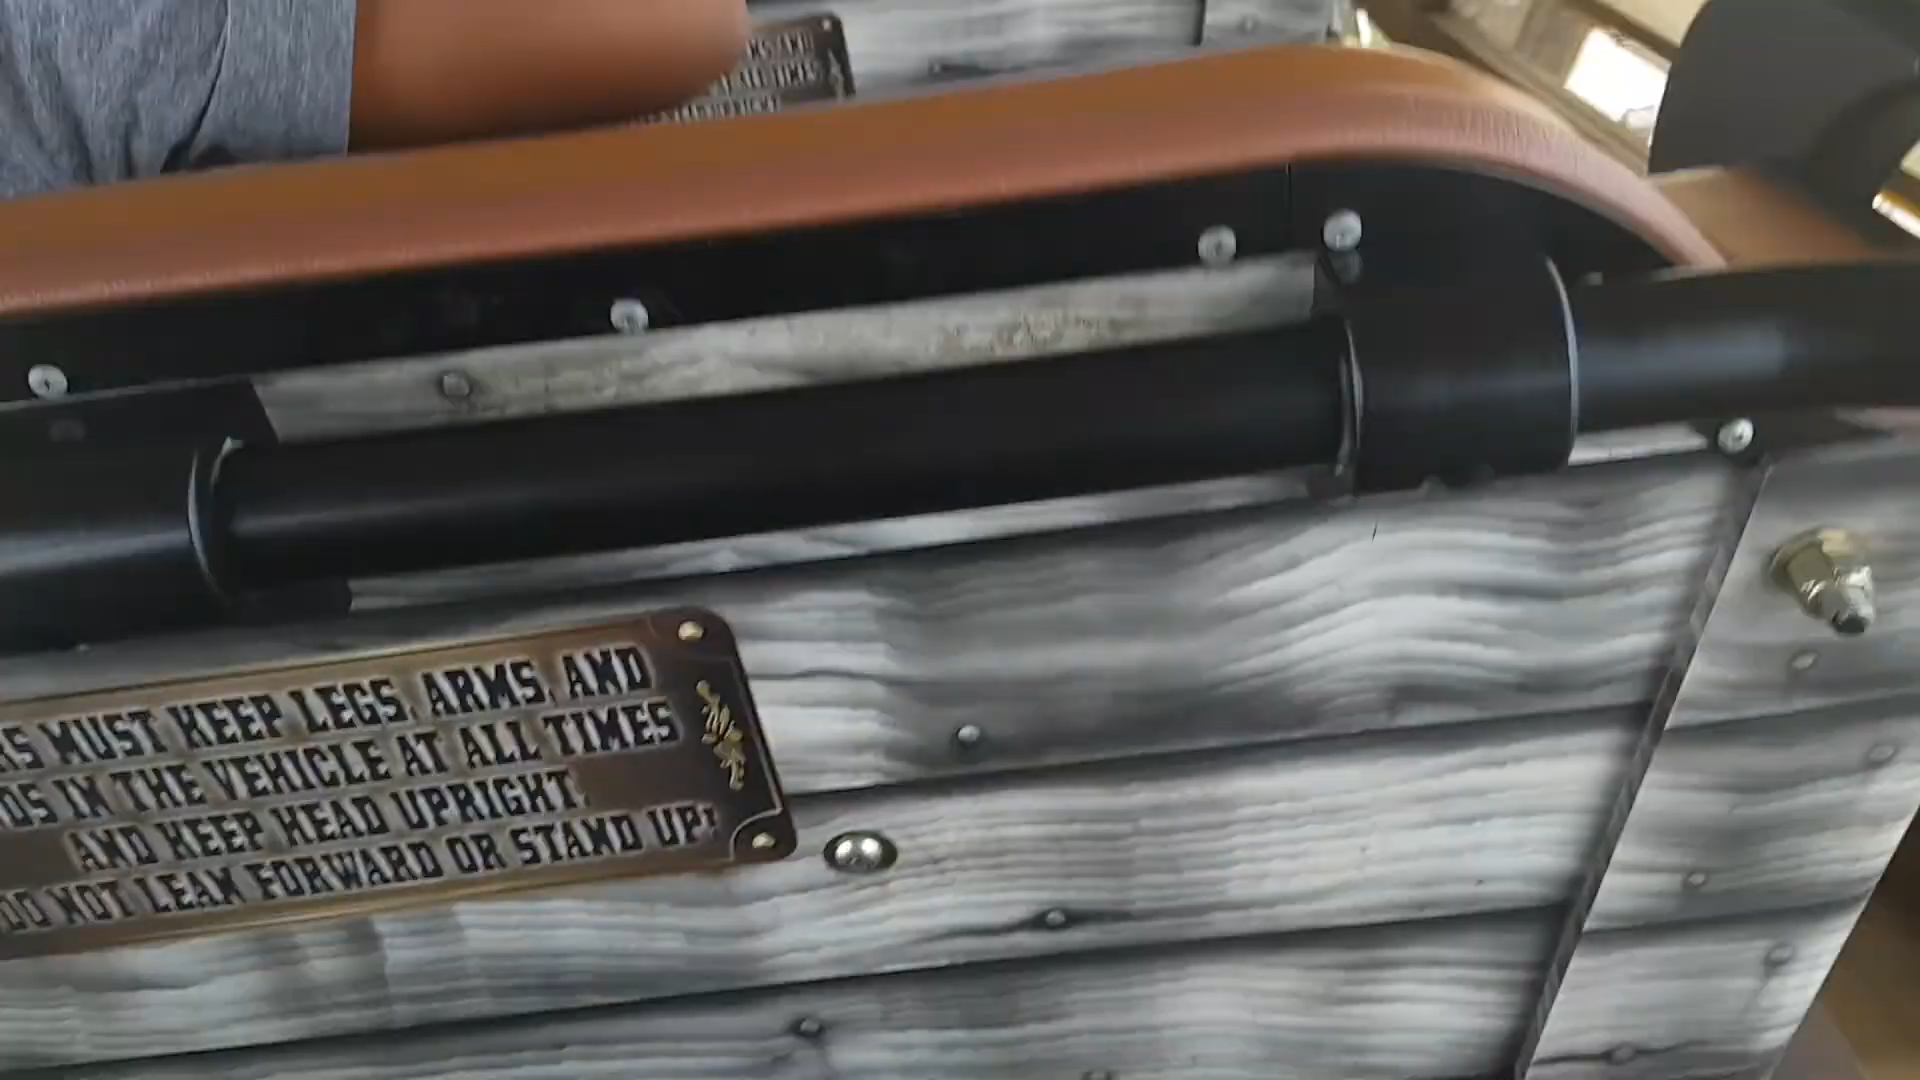 RS MUST KEEP LEGS, ARMS, AND
DS IN THE VEHICLE AT ALL TIMES
AND KEEP HEAD UPRIGHT.
DO NOT LEAN FORWARD OR STAND UP!